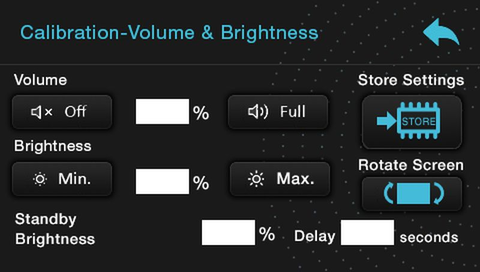 Calibration-Volume & Brightness
Volume
Store Settings
Off
%
Full
STORE
Brightness
Rotate Screen
Min.
%
Max.
Standby
Brightness
%
Delay
seconds